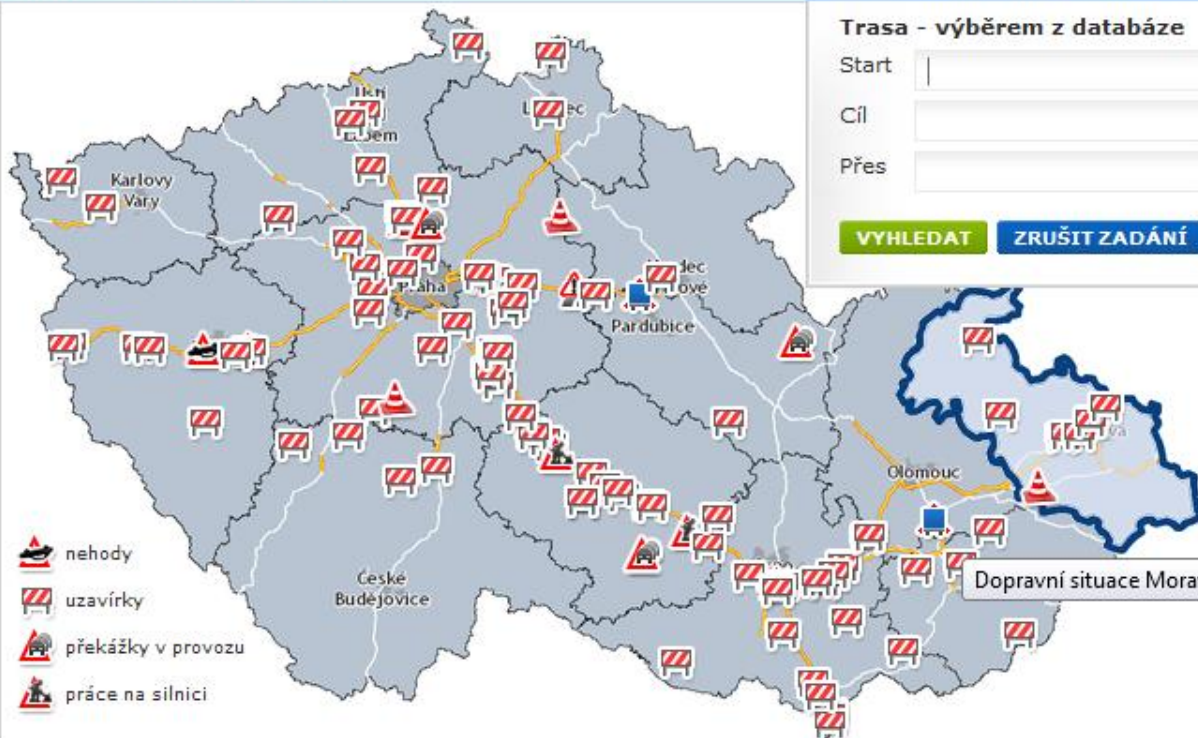 Trasa - výběrem z databáze
Start
Cíl
Přes
VYHLEDAT
ZRUŠIT ZADÁNÍ
Karlovy
Vary
Praha
Pardubice
Olomouc
České
Budějovice
Dopravní situace Mora
nehody
uzavírky
překážky v provozu
práce na silnici